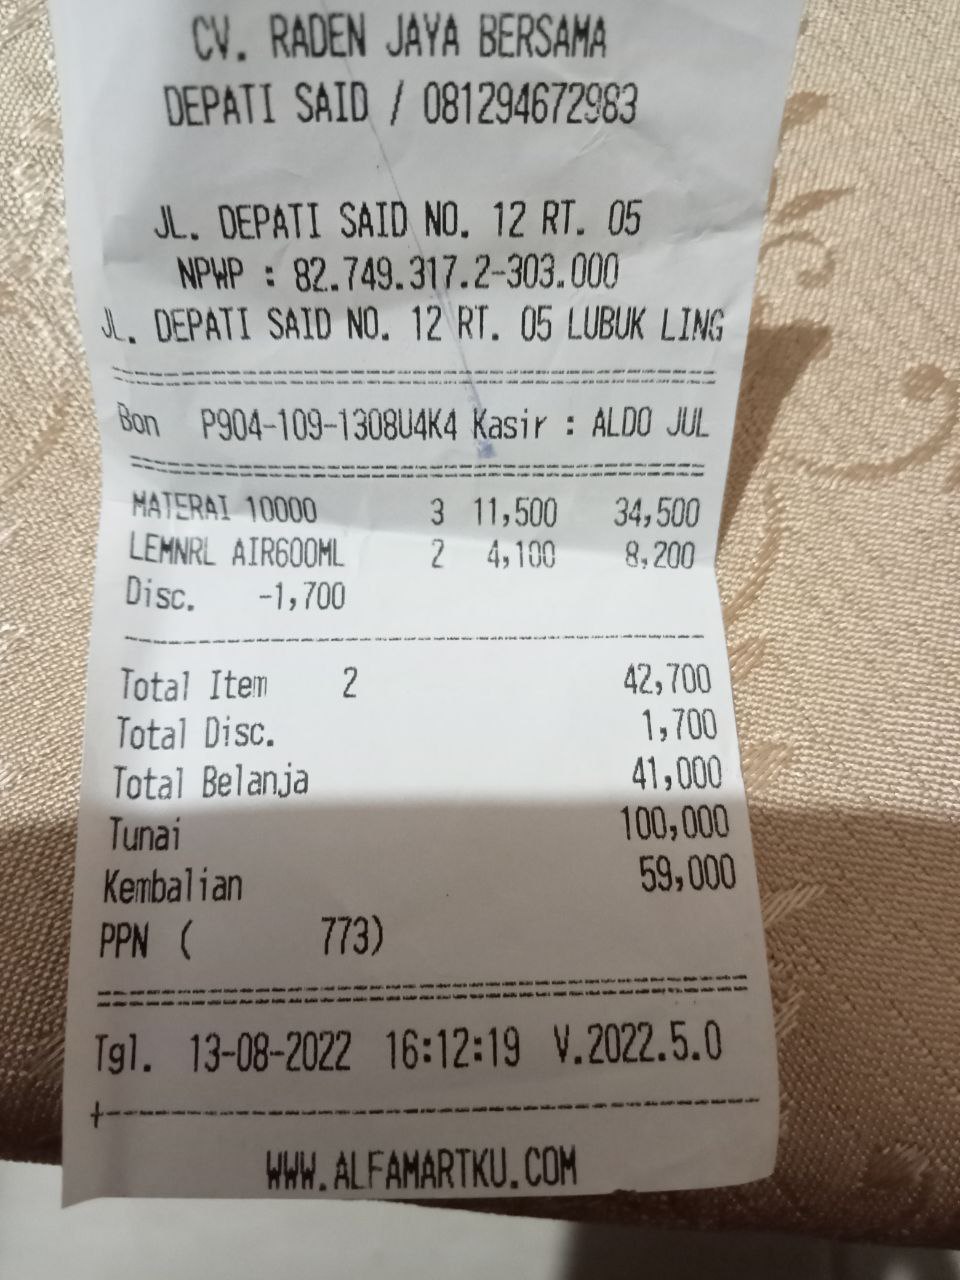 CV. RADEN JAYA BERSAMA
DEPATI SAID / 081294672983
JL. DEPATI SAID NO. 12 RT. 05
NPWP : 82.749.317.2-303.000
JL. DEPATI SAID NO. 12 RT. 05 LUBUK LING
Bon P904-109-1308U4K4 Kasir : ALDO JUL
MATERAI 10000 3 11,500 34,500
LEMNRL AIR600ML 2 4,100 8,200
Disc. -1,700
Total Item 2 42,700
Total Disc. 1,700
Total Belanja 41,000
Tunai 100,000
Kembalian 59,000
PPN ( 773)
Tgl. 13-08-2022 16:12:19 V.2022.5.0
WWW.ALFAMARTKU.COM